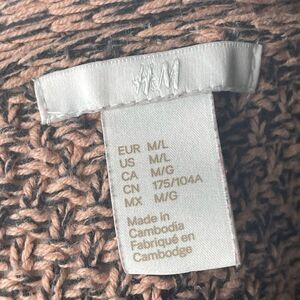 H&M
EUR M/L
US M/L
CA M/G
CN 175/104A
MX M/G
Made in
Cambodia
Fabriqué en
Cambodge